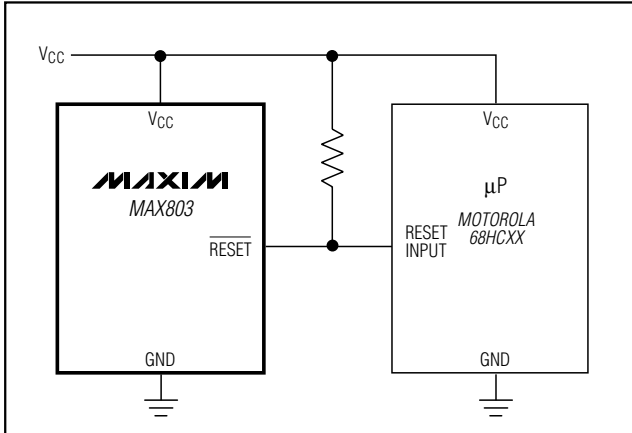 VCC
VCC
MAXIM
MAX803
RESET
GND
VCC
µP
MOTOROLA
68HCXX
RESET
INPUT
GND